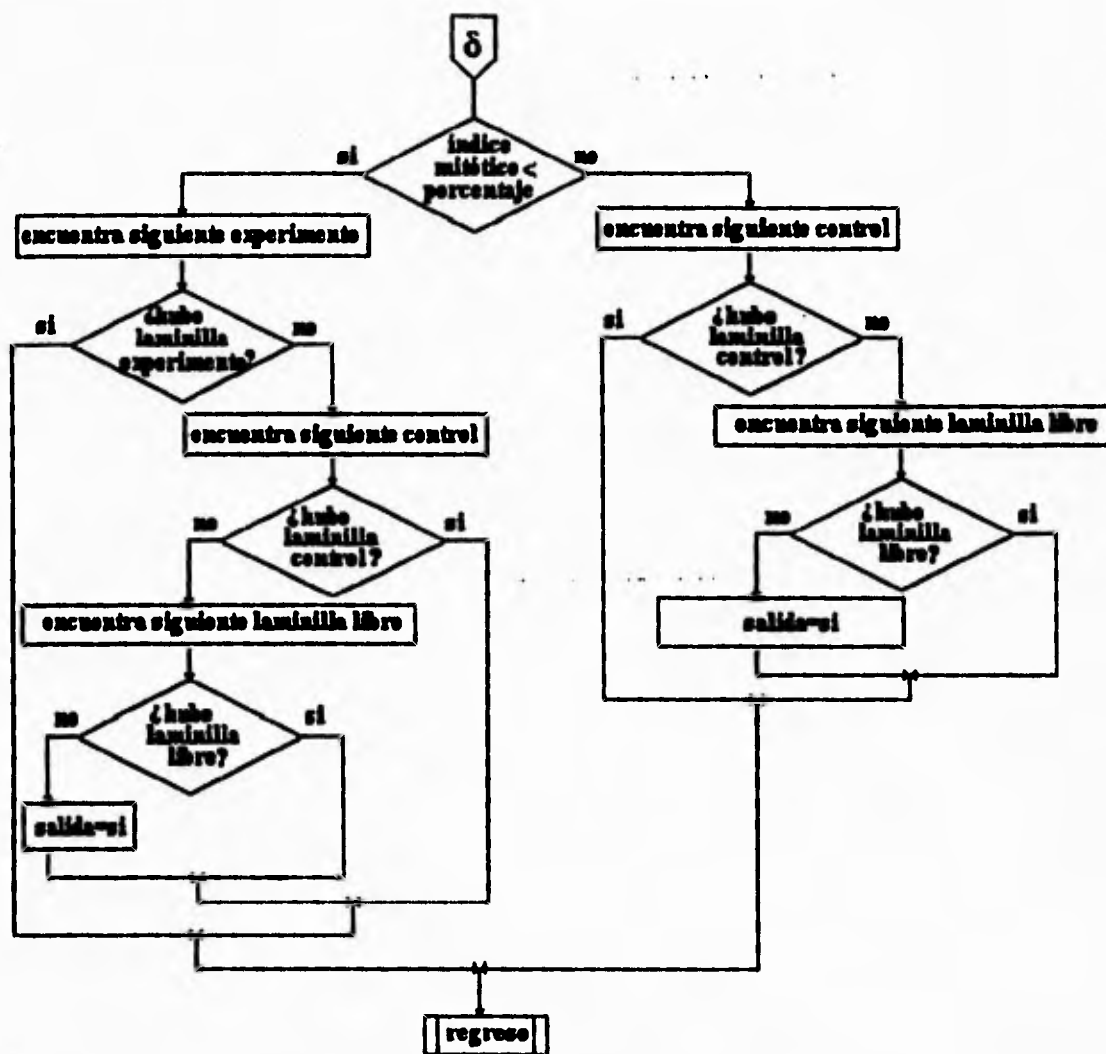 δ
índice
mitótico <
porcentaje
si
no
encuentra siguiente experimento
encuentra siguiente control
¿hubo
laminilla
experimento?
si
no
¿hubo
laminilla
control?
si
no
encuentra siguiente control
encuentra siguiente laminilla libre
¿hubo
laminilla
control?
no
si
¿hubo
laminilla
libre?
no
si
encuentra siguiente laminilla libre
salida=si
¿hubo
laminilla
libre?
no
si
salida=si
regreso